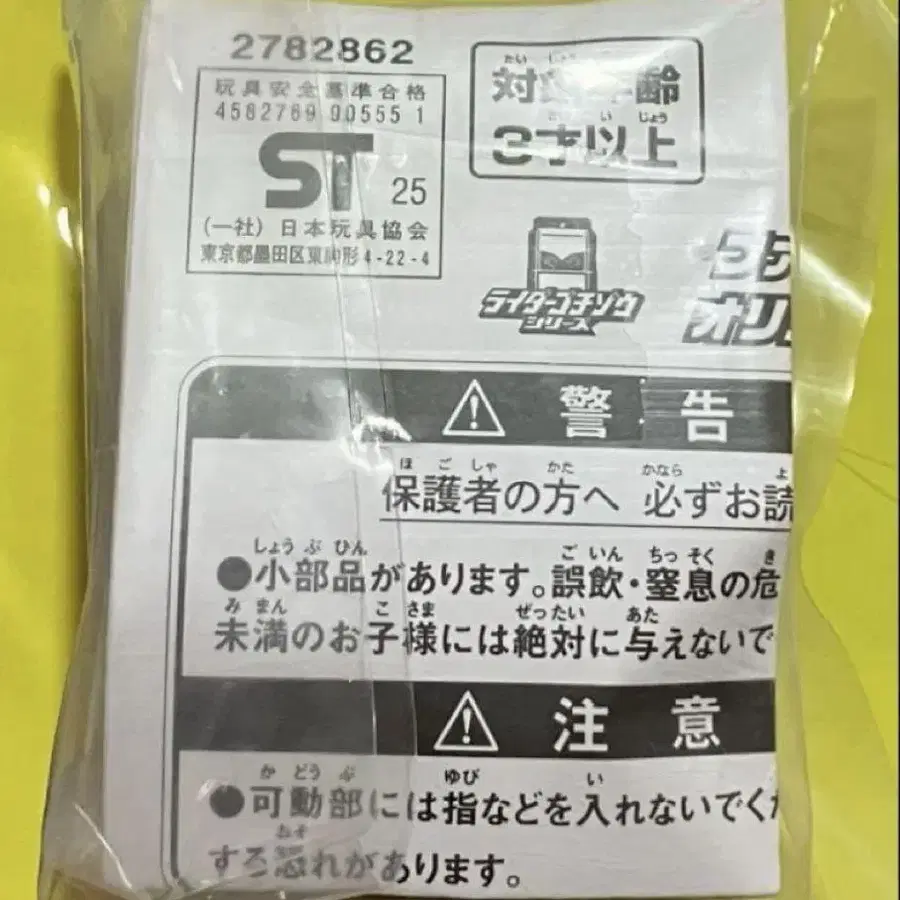 2782862
玩具安全基準合格
4582769 00555 1
ST 25
(一社) 日本玩具協会
東京都墨田区東駒形4-22-4
対象年齢
3才以上
ライダーゴチゾウ
シリーズ
オリ
警告
保護者の方へ 必ずお読
●小部品があります。誤飲・窒息の危
未満のお子様には絶対に与えないで
注意
●可動部には指などを入れないでく
する恐れがあります。